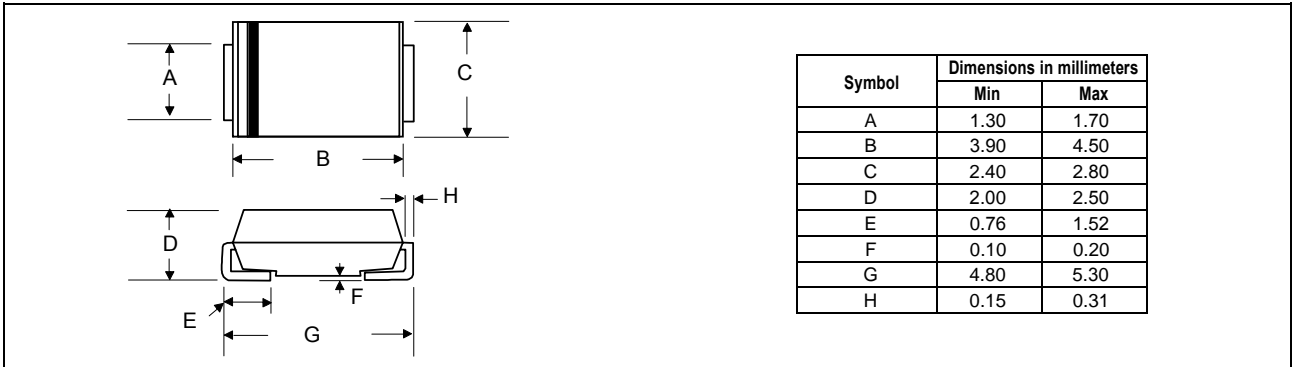 A
C
B
H
D
F
E
G
Symbol Dimensions in millimeters
Min Max
A 1.30 1.70
B 3.90 4.50
C 2.40 2.80
D 2.00 2.50
E 0.76 1.52
F 0.10 0.20
G 4.80 5.30
H 0.15 0.31